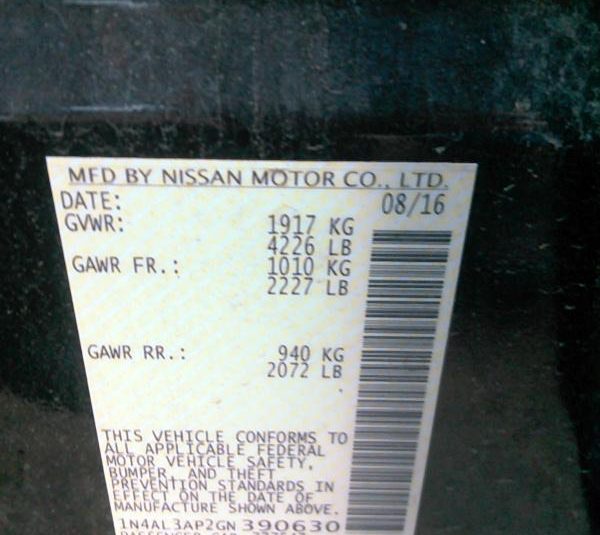 MFD BY NISSAN MOTOR CO., LTD.
DATE: 08/16
GVWR: 1917 KG
4226 LB
GAWR FR.: 1010 KG
2227 LB
GAWR RR.: 940 KG
2072 LB
THIS VEHICLE CONFORMS TO
ALL APPLICABLE FEDERAL
MOTOR VEHICLE SAFETY,
BUMPER, AND THEFT
PREVENTION STANDARDS IN
EFFECT ON THE DATE OF
MANUFACTURE SHOWN ABOVE.
1N4AL3AP2GN 390630